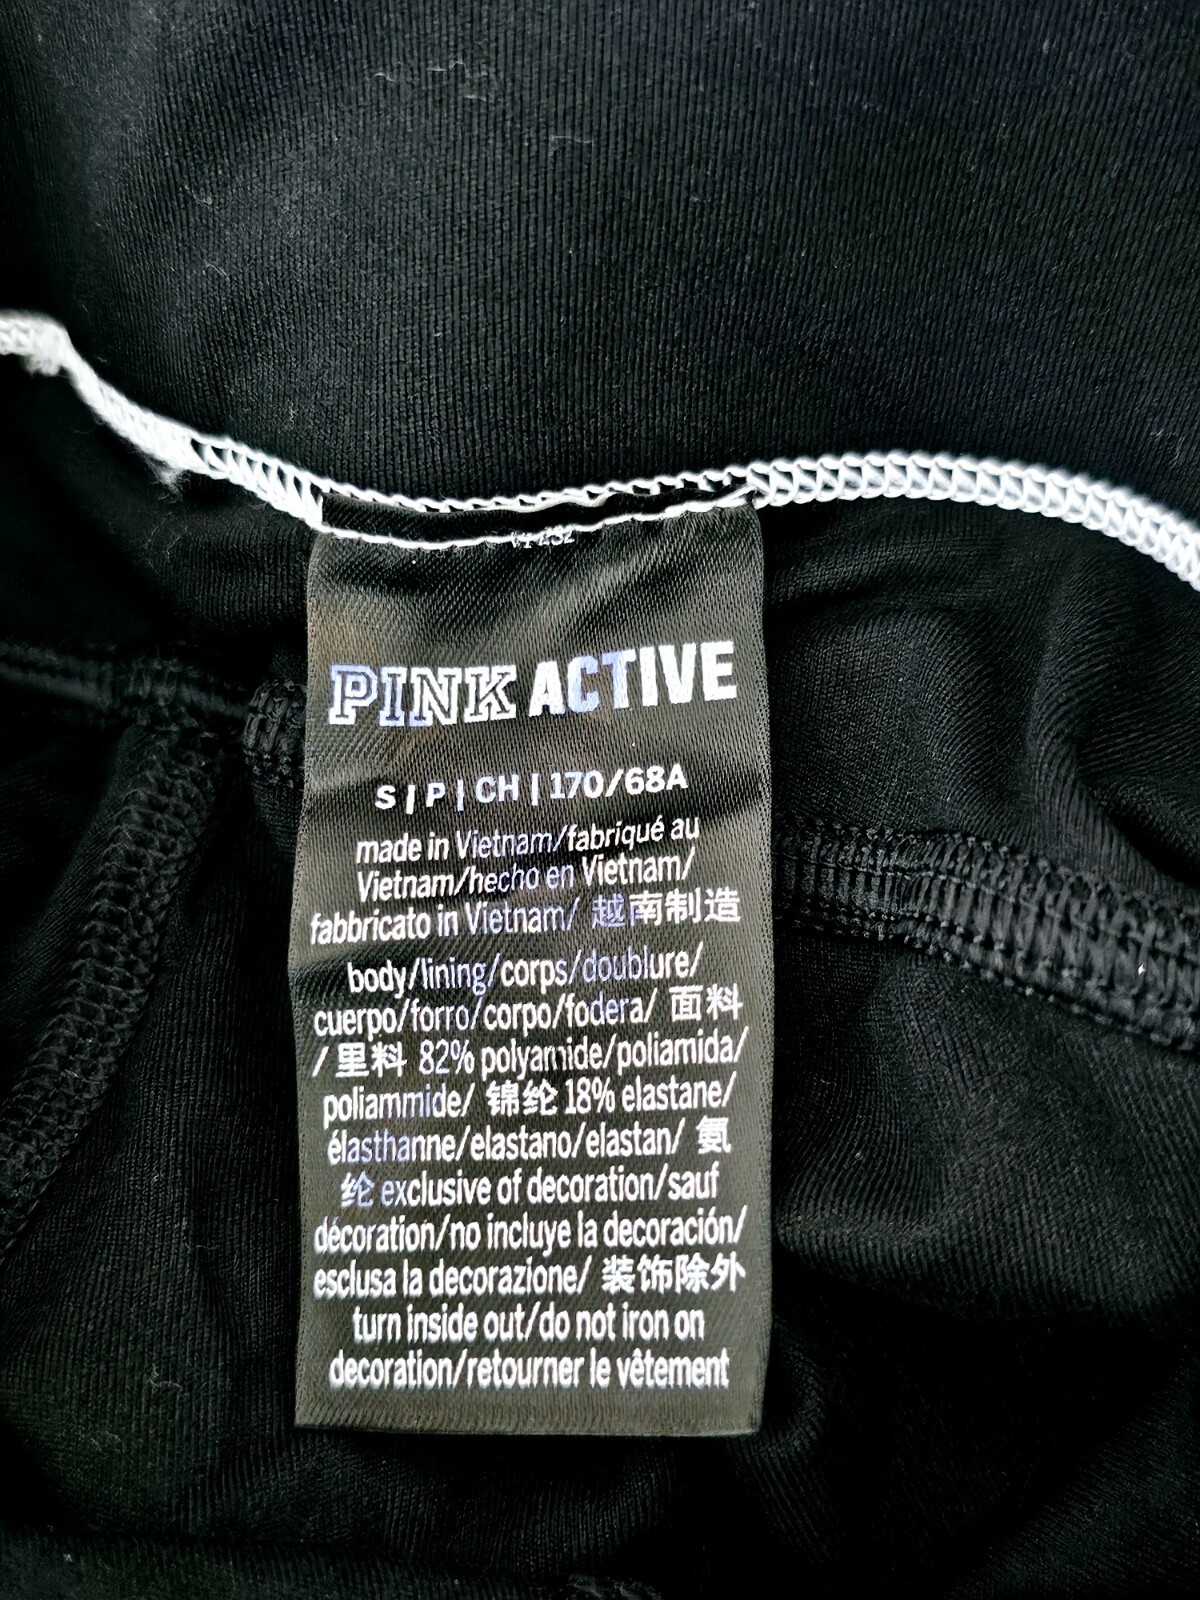 PINK ACTIVE
S | P | CH | 170/68A
made in Vietnam/fabriqué au
Vietnam/hecho en Vietnam/
fabbricato in Vietnam/ 越南制造
body/lining/corps/doublure/
cuerpo/forro/corpo/fodera/ 面料
/里料 82% polyamide/poliamida/
poliammide/ 锦纶 18% elastane/
élasthanne/elastano/elastan/ 氨
纶 exclusive of decoration/sauf
décoration/no incluye la decoración/
esclusa la decorazione/ 装饰除外
turn inside out/do not iron on
decoration/retourner le vêtement